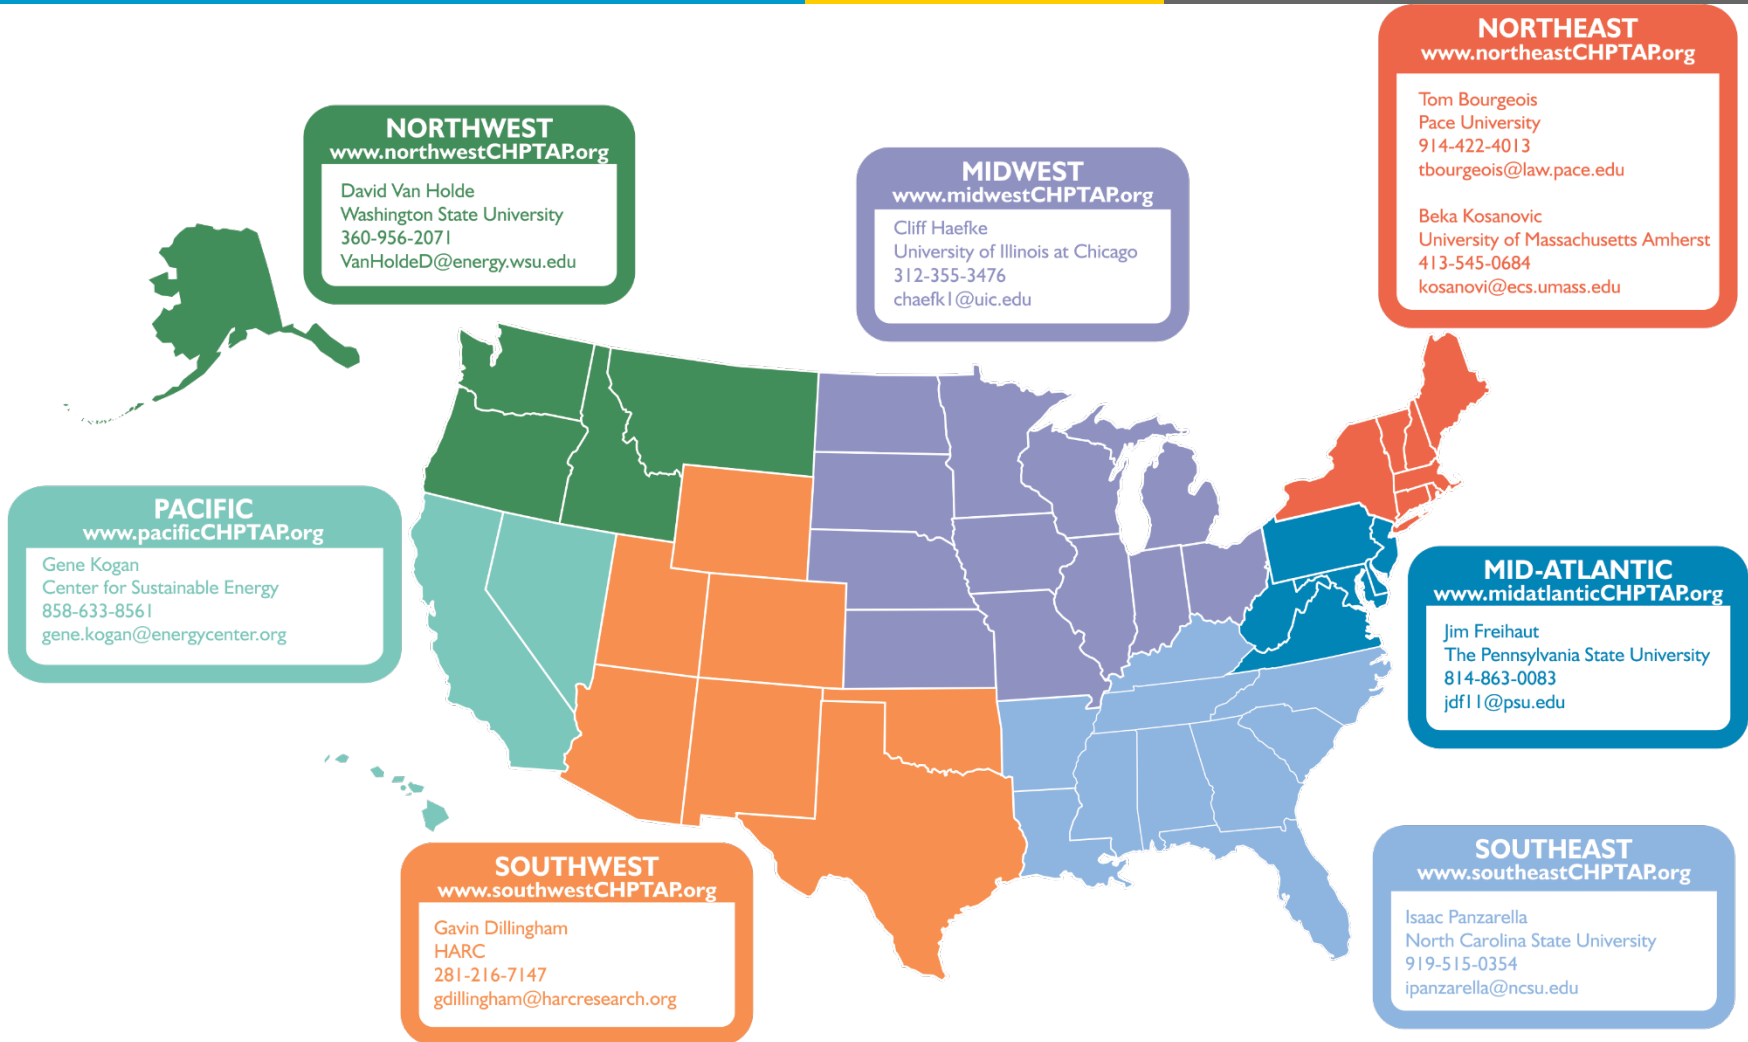 NORTHEAST
www.northeastCHPTAP.org
Tom Bourgeois
Pace University
914-422-4013
tbourgeois@law.pace.edu
Beka Kosanovic
University of Massachusetts Amherst
413-545-0684
kosanovi@ecs.umass.edu
NORTHWEST
www.northwestCHPTAP.org
David Van Holde
Washington State University
360-956-2071
VanHoldeD@energy.wsu.edu
MIDWEST
www.midwestCHPTAP.org
Cliff Haefke
University of Illinois at Chicago
312-355-3476
chaefk1@uic.edu
PACIFIC
www.pacificCHPTAP.org
Gene Kogan
Center for Sustainable Energy
858-633-8561
gene.kogan@energycenter.org
MID-ATLANTIC
www.midatlanticCHPTAP.org
Jim Freihaut
The Pennsylvania State University
814-863-0083
jdf11@psu.edu
SOUTHWEST
www.southwestCHPTAP.org
Gavin Dillingham
HARC
281-216-7147
gdillingham@harcresearch.org
SOUTHEAST
www.southeastCHPTAP.org
Isaac Panzarella
North Carolina State University
919-515-0354
ipanzarella@ncsu.edu